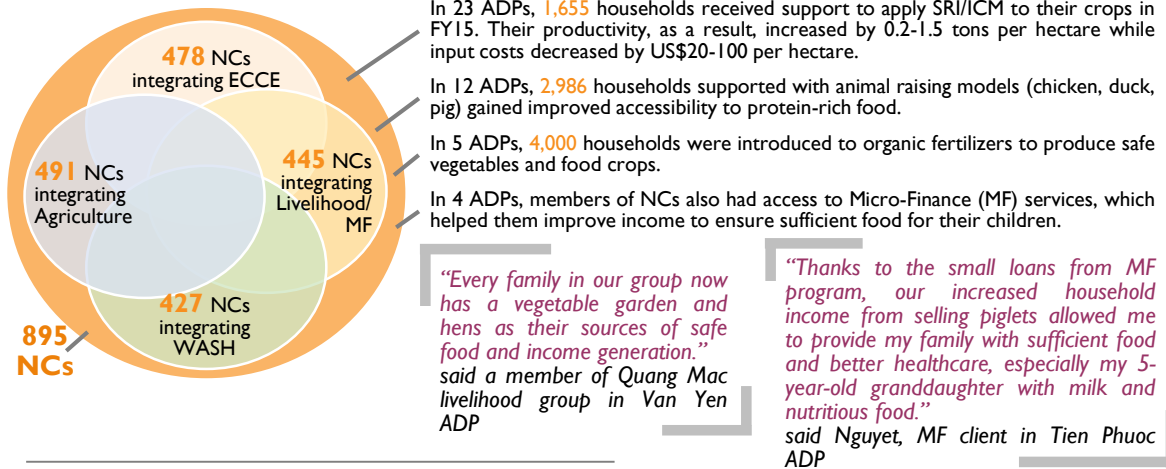 478 NCs
integrating ECCE
491 NCs
integrating
Agriculture
445 NCs
integrating
Livelihood/
MF
427 NCs
integrating
WASH
895
NCs
In 23 ADPs, 1,655 households received support to apply SRI/ICM to their crops in
FY15. Their productivity, as a result, increased by 0.2-1.5 tons per hectare while
input costs decreased by US$20-100 per hectare.
In 12 ADPs, 2,986 households supported with animal raising models (chicken, duck,
pig) gained improved accessibility to protein-rich food.
In 5 ADPs, 4,000 households were introduced to organic fertilizers to produce safe
vegetables and food crops.
In 4 ADPs, members of NCs also had access to Micro-Finance (MF) services, which
helped them improve income to ensure sufficient food for their children.
“Every family in our group now
has a vegetable garden and
hens as their sources of safe
food and income generation.”
said a member of Quang Mac
livelihood group in Van Yen
ADP
“Thanks to the small loans from MF
program, our increased household
income from selling piglets allowed me
to provide my family with sufficient food
and better healthcare, especially my 5-
year-old granddaughter with milk and
nutritious food.”
said Nguyet, MF client in Tien Phuoc
ADP